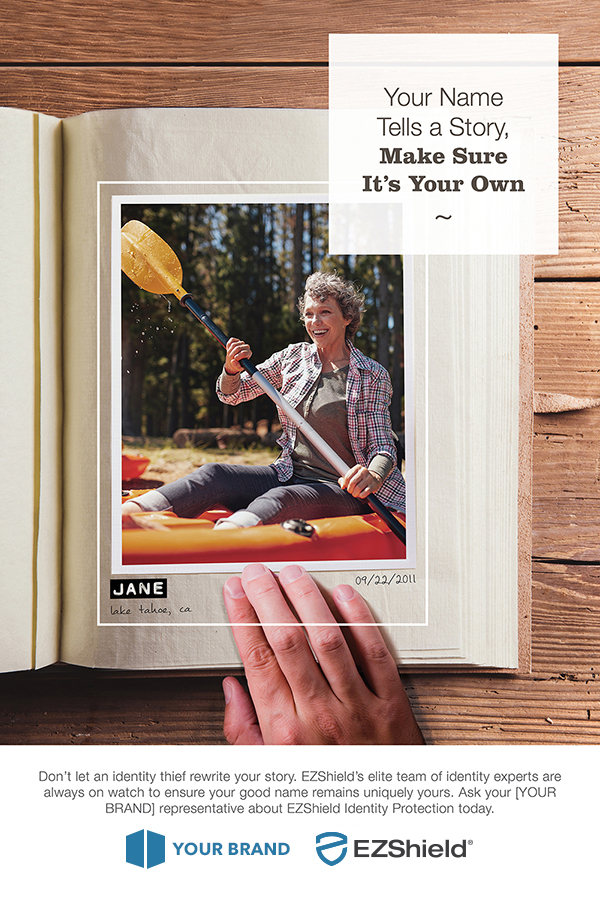 Your Name
Tells a Story,
Make Sure
It's Your Own
~
JANE
09/22/2011
lake tahoe, ca
Don't let an identity thief rewrite your story. EZShield's elite team of identity experts are
always on watch to ensure your good name remains uniquely yours. Ask your [YOUR
BRAND] representative about EZShield Identity Protection today.
YOUR BRAND
EZShield®